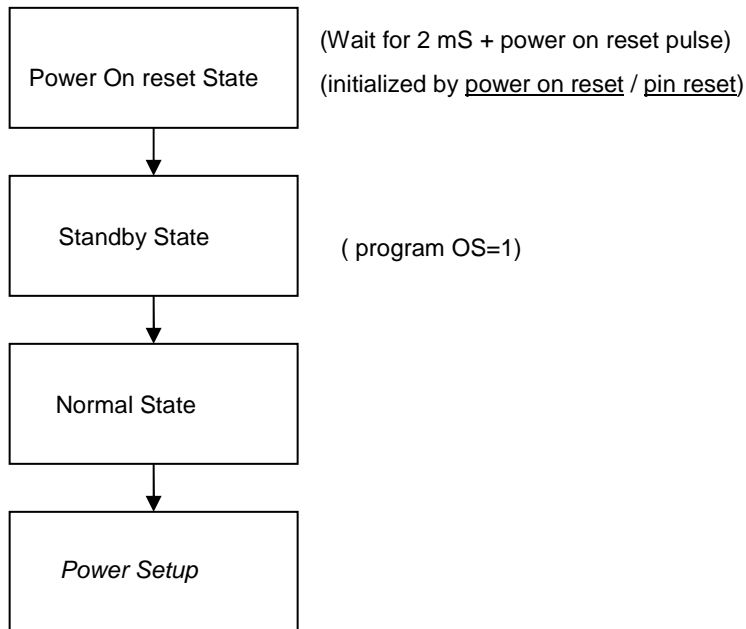 (Wait for 2 mS + power on reset pulse)
Power On reset State
(initialized by power on reset / pin reset)
Standby State
( program OS=1)
Normal State
Power Setup